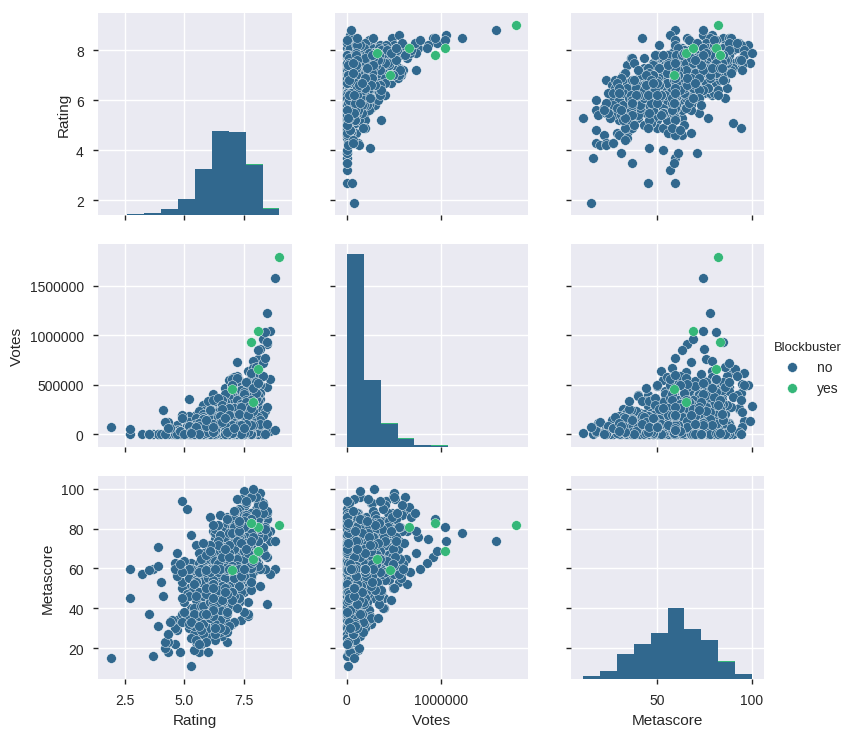 Rating
8
6
4
2
Votes
1500000
1000000
500000
0
Blockbuster
no
yes
Metascore
100
80
60
40
20
2.5 5.0 7.5
0 1000000
50 100
Rating Votes Metascore